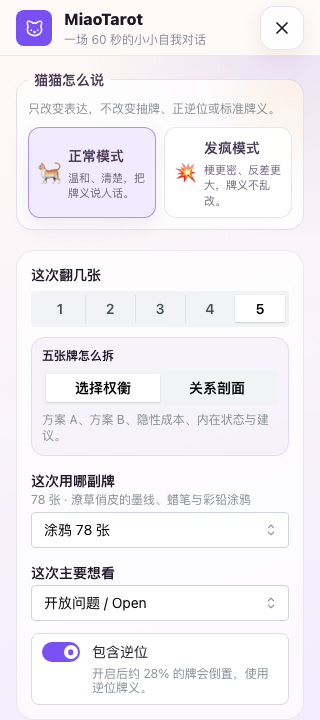 MiaoTarot
一场 60 秒的小小自我对话
猫猫怎么说
只改变表达，不改变抽牌、正逆位或标准牌义。
正常模式
温和、清楚，把
牌义说人话。
发疯模式
梗更密、反差更
大，牌义不乱
改。
这次翻几张
1 2 3 4 5
五张牌怎么拆
选择权衡 关系剖面
方案 A、方案 B、隐性成本、内在状态与建
议。
这次用哪副牌
78 张 · 潦草俏皮的墨线、蜡笔与彩铅涂鸦
涂鸦 78 张
这次主要想看
开放问题 / Open
包含逆位
开启后约 28% 的牌会倒置，使用
逆位牌义。